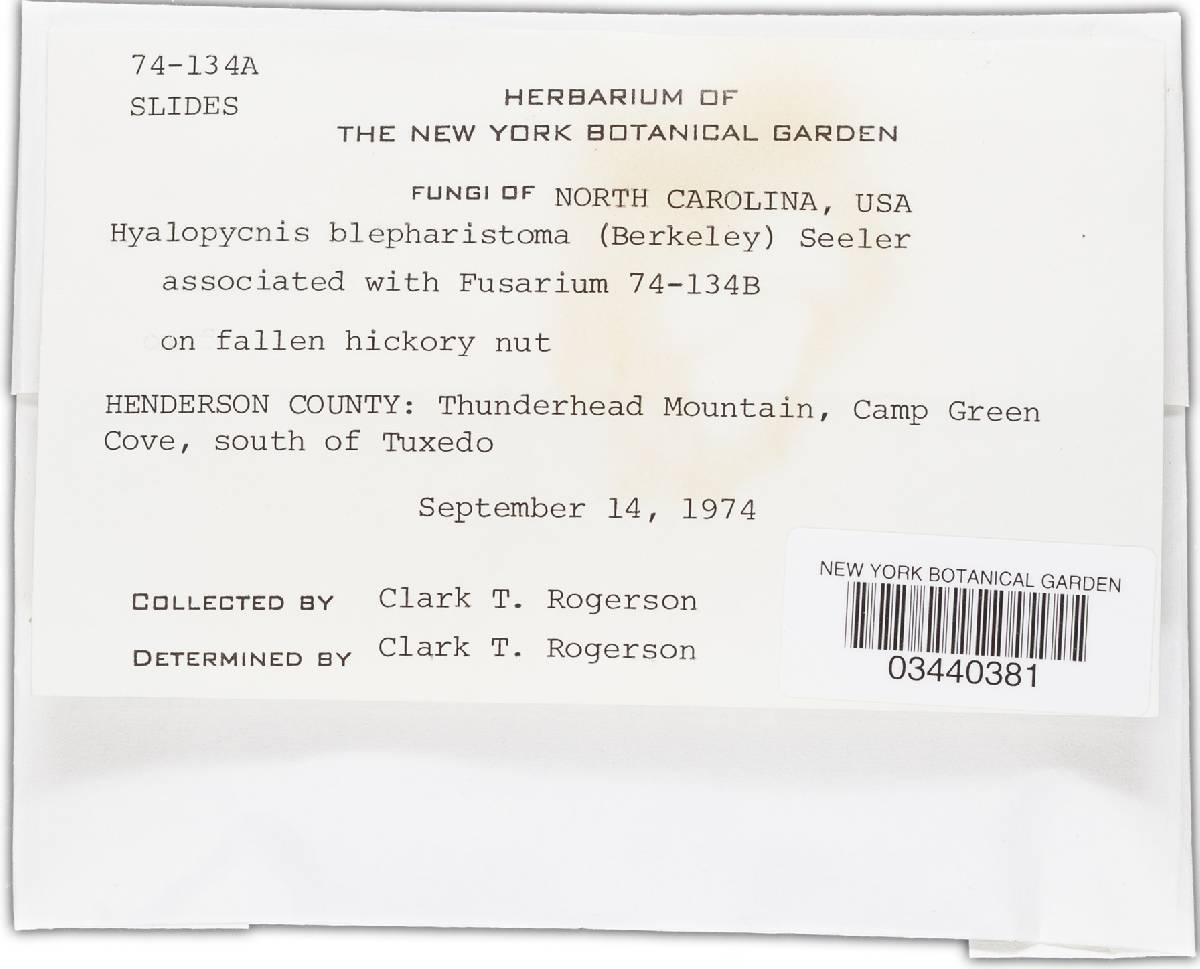 74-134A
SLIDES
HERBARIUM OF
THE NEW YORK BOTANICAL GARDEN
FUNGI OF NORTH CAROLINA, USA
Hyalopycnis blepharistoma (Berkeley) Seeler
associated with Fusarium 74-134B
on fallen hickory nut
HENDERSON COUNTY: Thunderhead Mountain, Camp Green
Cove, south of Tuxedo
September 14, 1974
COLLECTED BY Clark T. Rogerson
DETERMINED BY Clark T. Rogerson
NEW YORK BOTANICAL GARDEN
03440381